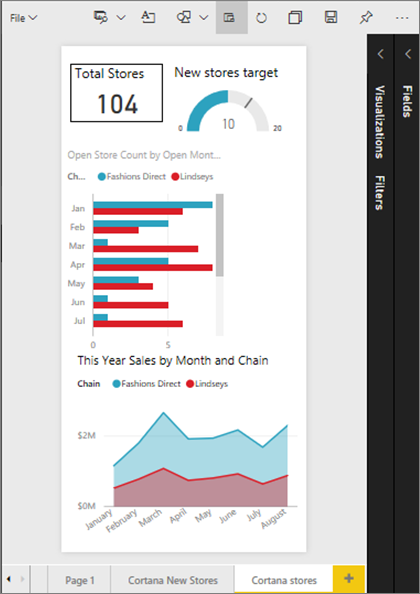 File
Total Stores
104
New stores target
10
0
20
Open Store Count by Open Mont...
Ch... Fashions Direct Lindseys
Jan
Feb
Mar
Apr
May
Jun
Jul
0 5
This Year Sales by Month and Chain
Chain Fashions Direct Lindseys
$2M
$0M
January February March April May June July August
Visualizations
Filters
Fields
Page 1 Cortana New Stores Cortana stores +